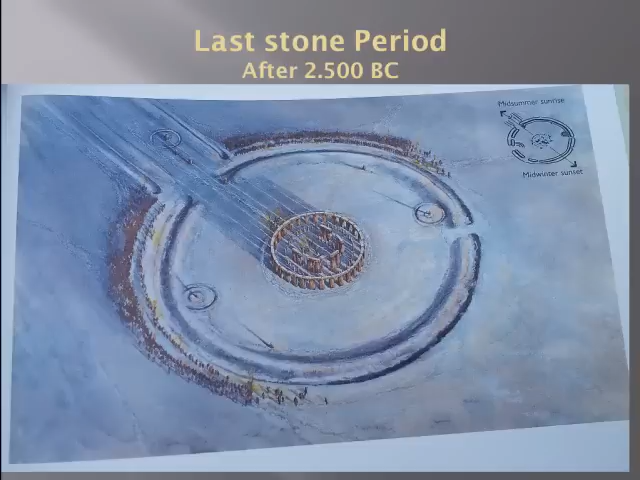 Last stone Period
After 2.500 BC
Midsummer sunrise
Midwinter sunset